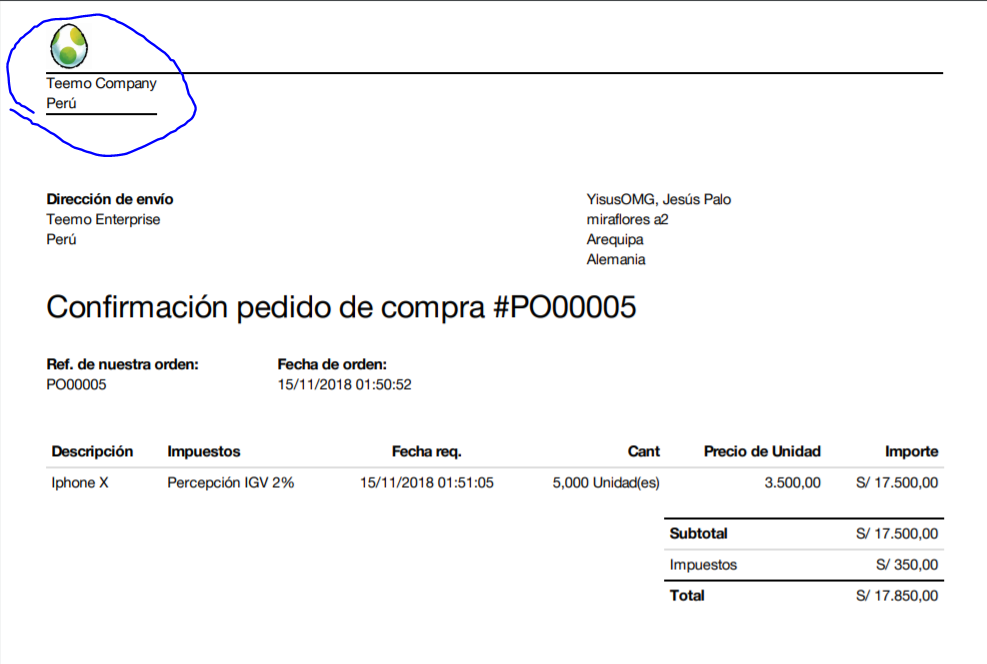 Teemo Company
Perú
Dirección de envío
Teemo Enterprise
Perú
YisusOMG, Jesús Palo
miraflores a2
Arequipa
Alemania
Confirmación pedido de compra #PO00005
Ref. de nuestra orden: Fecha de orden:
PO00005 15/11/2018 01:50:52
Descripción Impuestos Fecha req. Cant Precio de Unidad Importe
Iphone X Percepción IGV 2% 15/11/2018 01:51:05 5,000 Unidad(es) 3.500,00 S/ 17.500,00
Subtotal S/ 17.500,00
Impuestos S/ 350,00
Total S/ 17.850,00